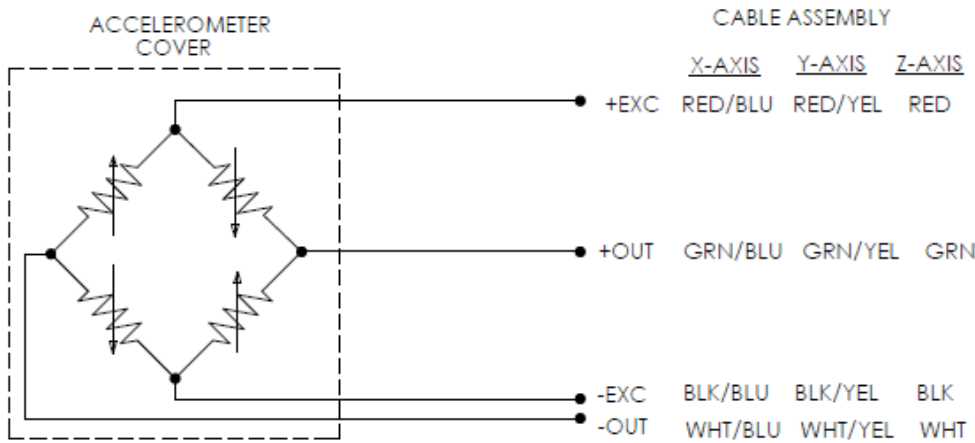 ACCELEROMETER
COVER
CABLE ASSEMBLY
X-AXIS Y-AXIS Z-AXIS
+EXC RED/BLU RED/YEL RED
+OUT GRN/BLU GRN/YEL GRN
-EXC BLK/BLU BLK/YEL BLK
-OUT WHT/BLU WHT/YEL WHT